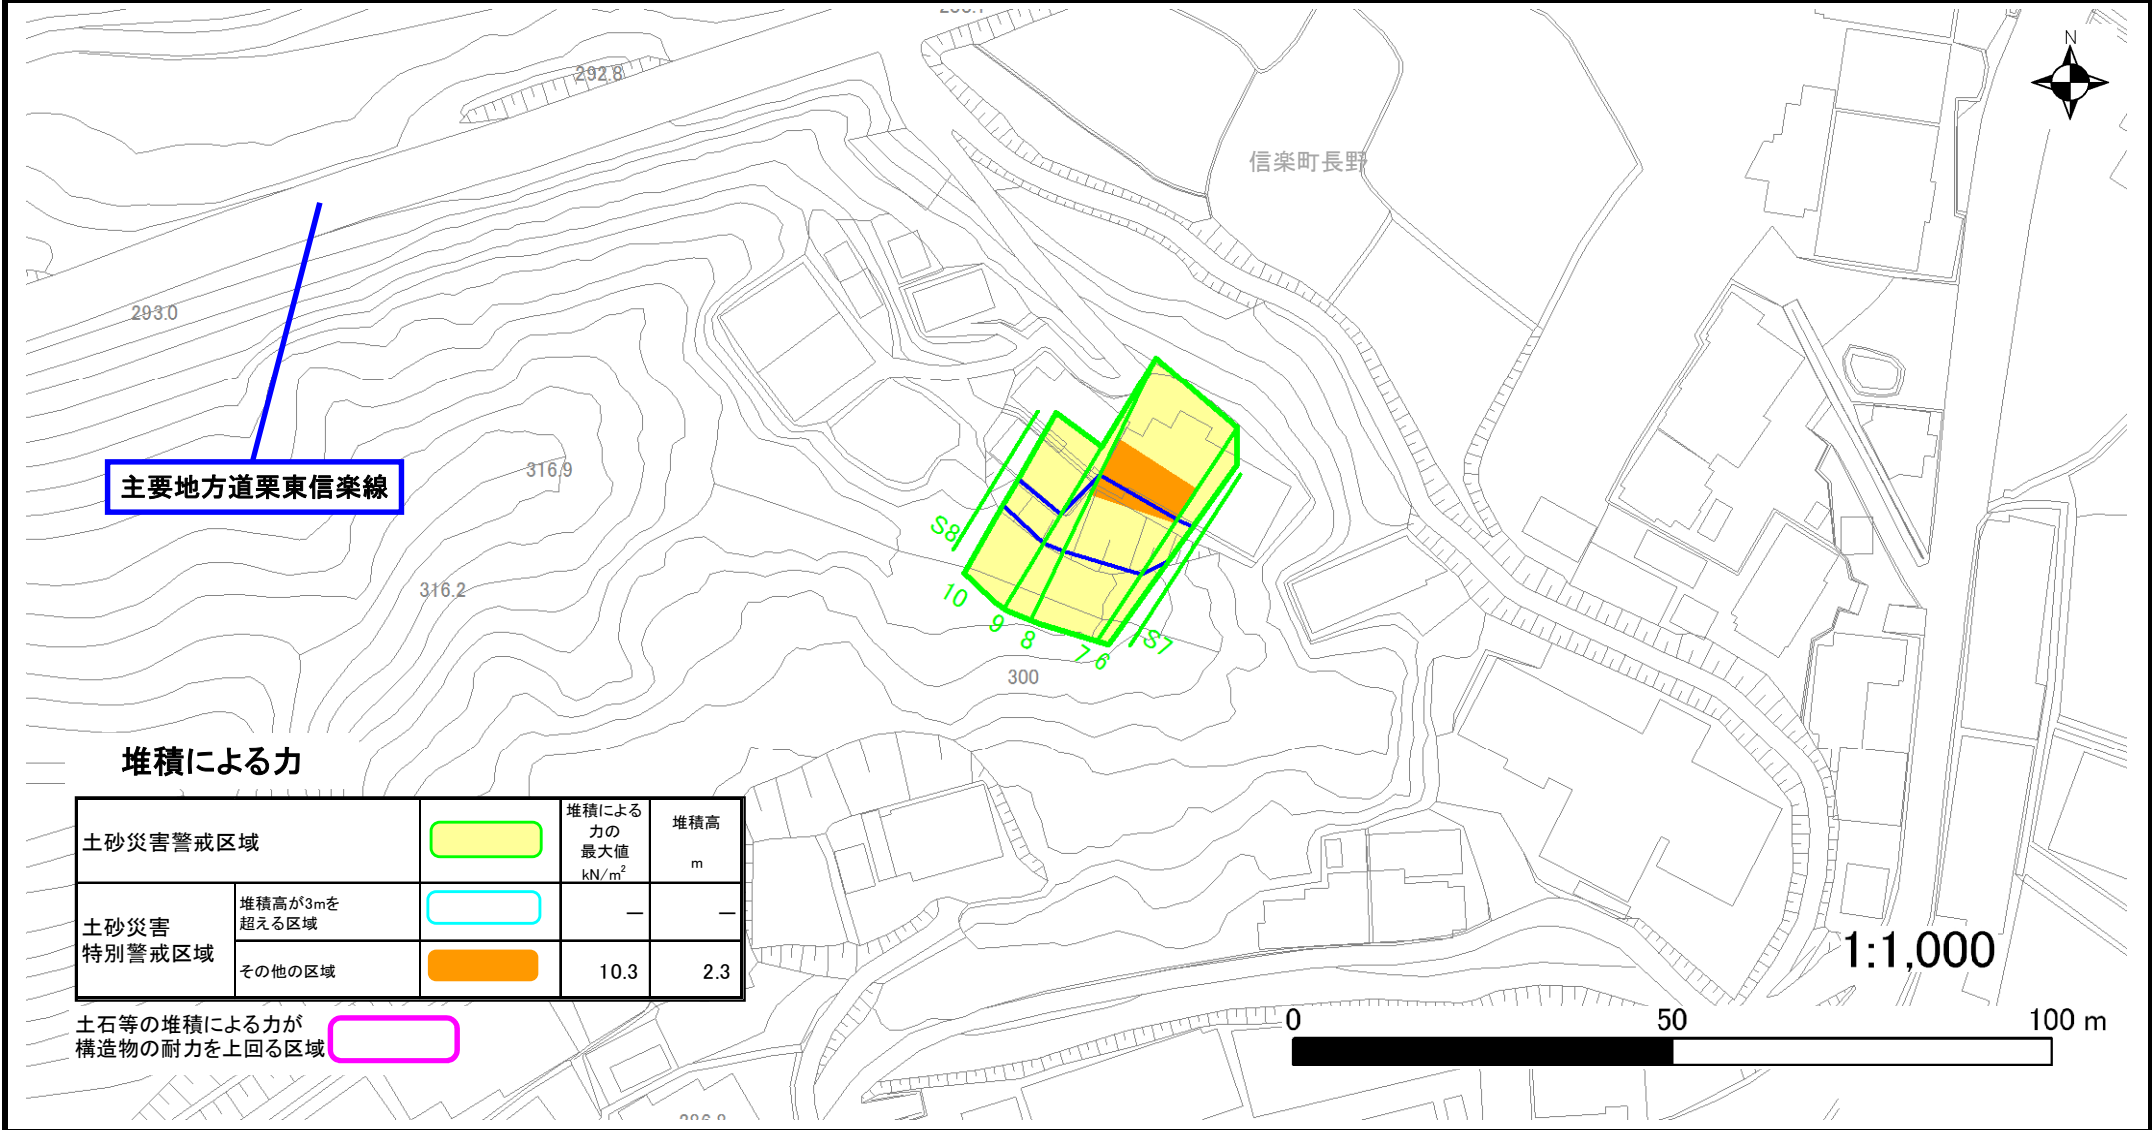 N
292.8
信楽町長野
293.0
主要地方道栗東信楽線
316.9
316.2
S8
10
9
8
7
6
S7
300
堆積による力
土砂災害警戒区域
堆積による
力の
最大値
kN/m²
堆積高
m
土砂災害
特別警戒区域
堆積高が3mを
超える区域
―
―
その他の区域
10.3
2.3
土石等の堆積による力が
構造物の耐力を上回る区域
1:1,000
0
50
100 m